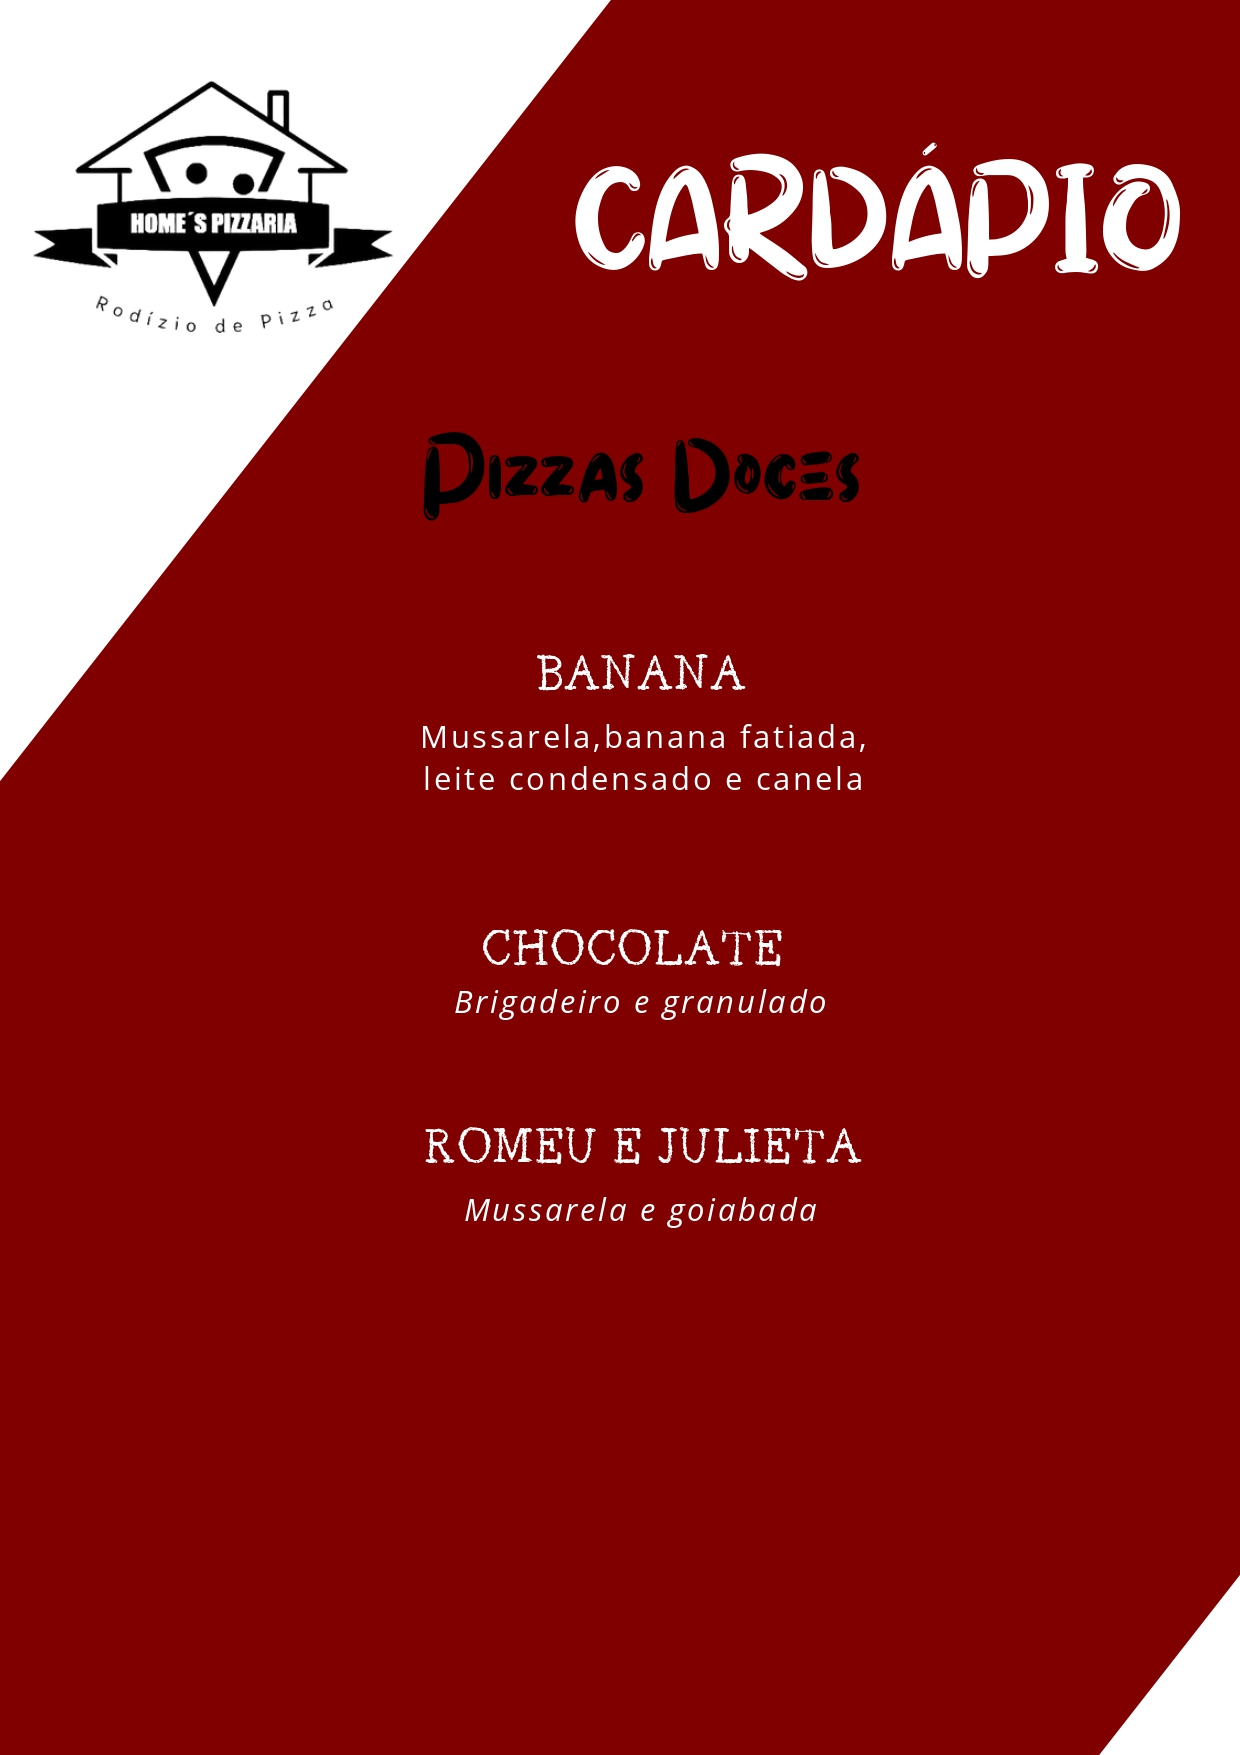 HOME´S PIZZARIA
Rodízio de Pizza
CARDÁPIO
PIZZAS DOCES
BANANA
Mussarela,banana fatiada,
leite condensado e canela
CHOCOLATE
Brigadeiro e granulado
ROMEU E JULIETA
Mussarela e goiabada